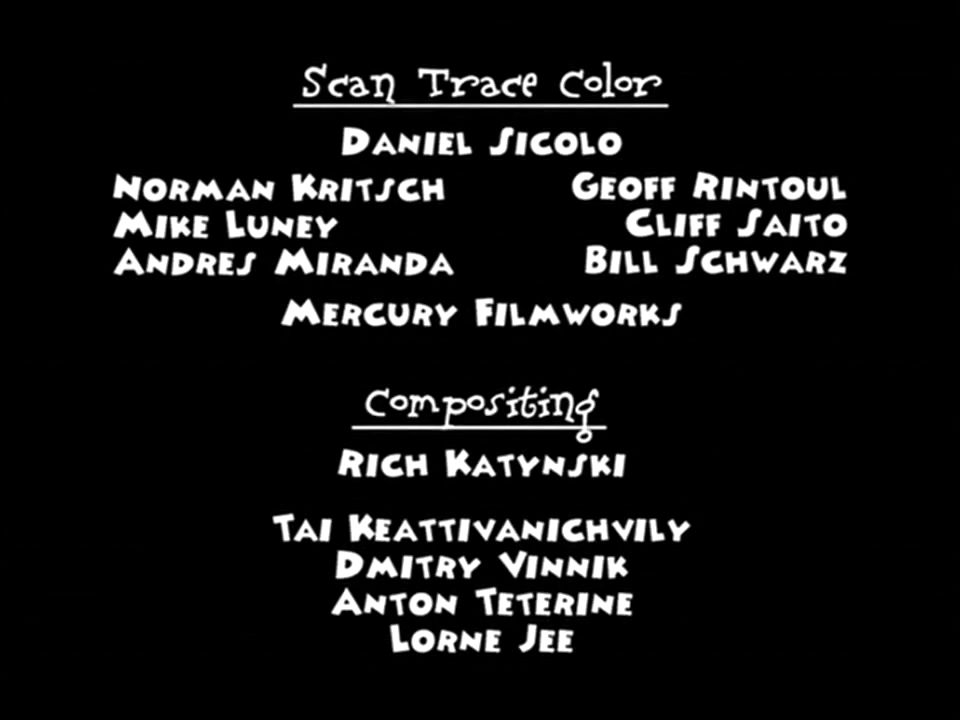 Scan Trace Color
Daniel Sicolo
Norman Kritsch Geoff Rintoul
Mike Luney Cliff Saito
Andres Miranda Bill Schwarz
Mercury Filmworks
Compositing
Rich Katynski
Tai Keattivanichvily
Dmitry Vinnik
Anton Teterine
Lorne Jee